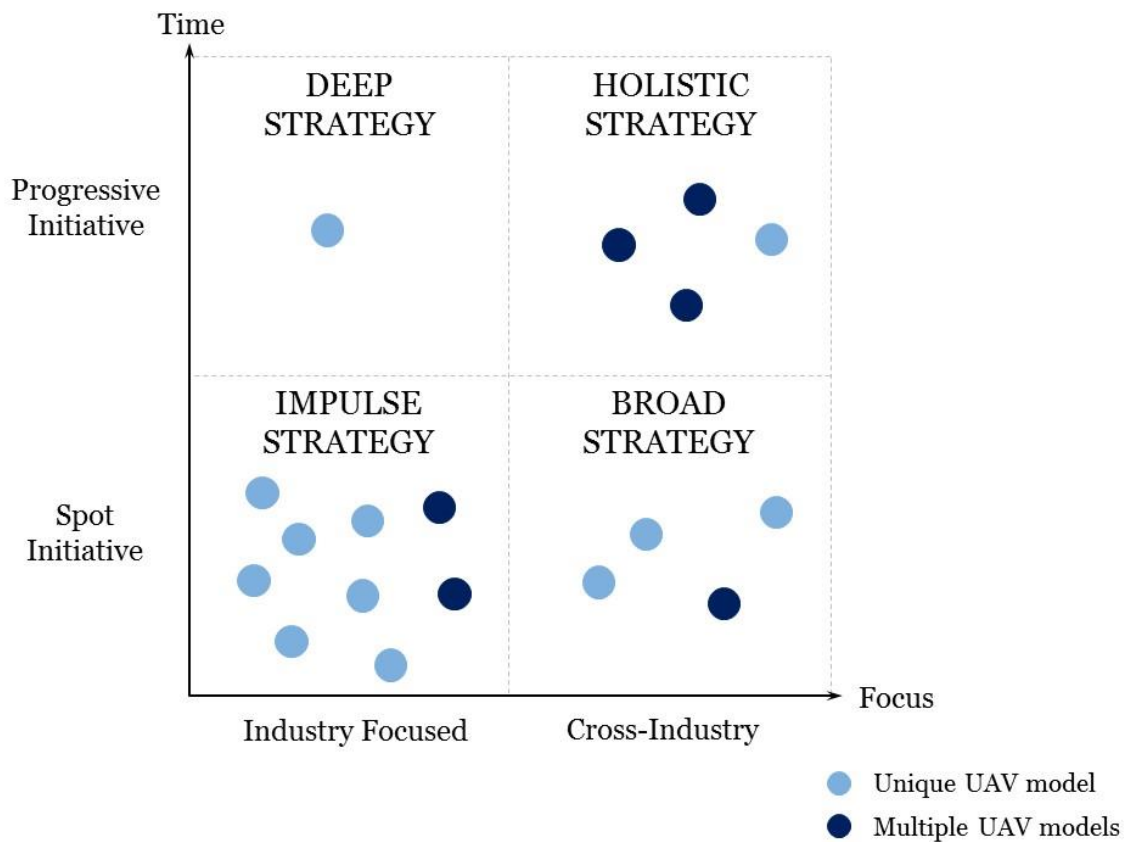 Time
DEEP
STRATEGY
HOLISTIC
STRATEGY
Progressive
Initiative
IMPULSE
STRATEGY
BROAD
STRATEGY
Spot
Initiative
Focus
Industry Focused
Cross-Industry
Unique UAV model
Multiple UAV models